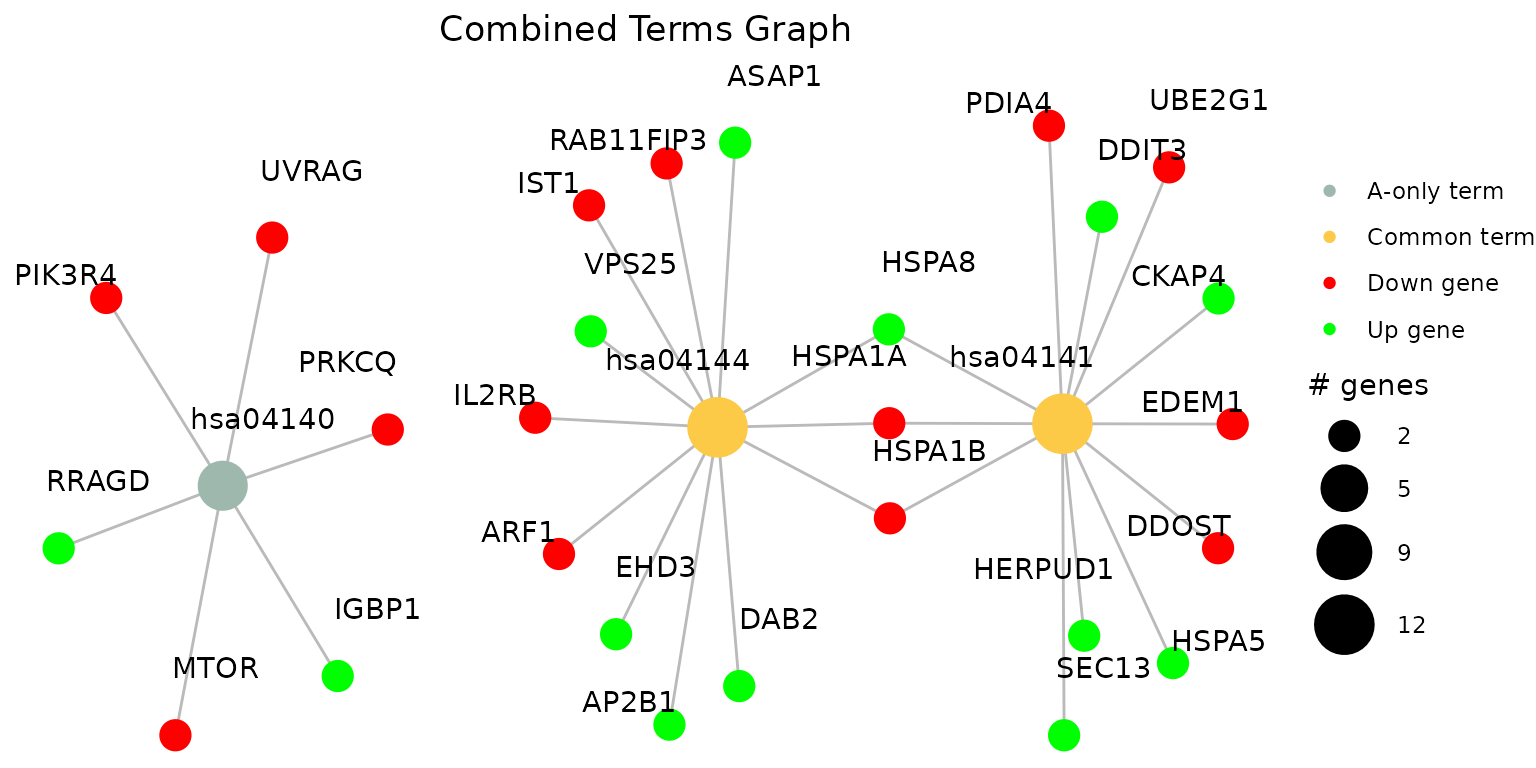 Combined Terms Graph
ASAP1
PDIA4
UBE2G1
RAB11FIP3
DDIT3
UVRAG
IST1
VPS25
HSPA8
PIK3R4
CKAP4
hsa04144
HSPA1A
hsa04141
PRKCQ
IL2RB
EDEM1
hsa04140
HSPA1B
RRAGD
ARF1
DDOST
EHD3
HERPUD1
IGBP1
DAB2
HSPA5
MTOR
SEC13
AP2B1
A-only term
Common term
Down gene
Up gene
# genes
2
5
9
12